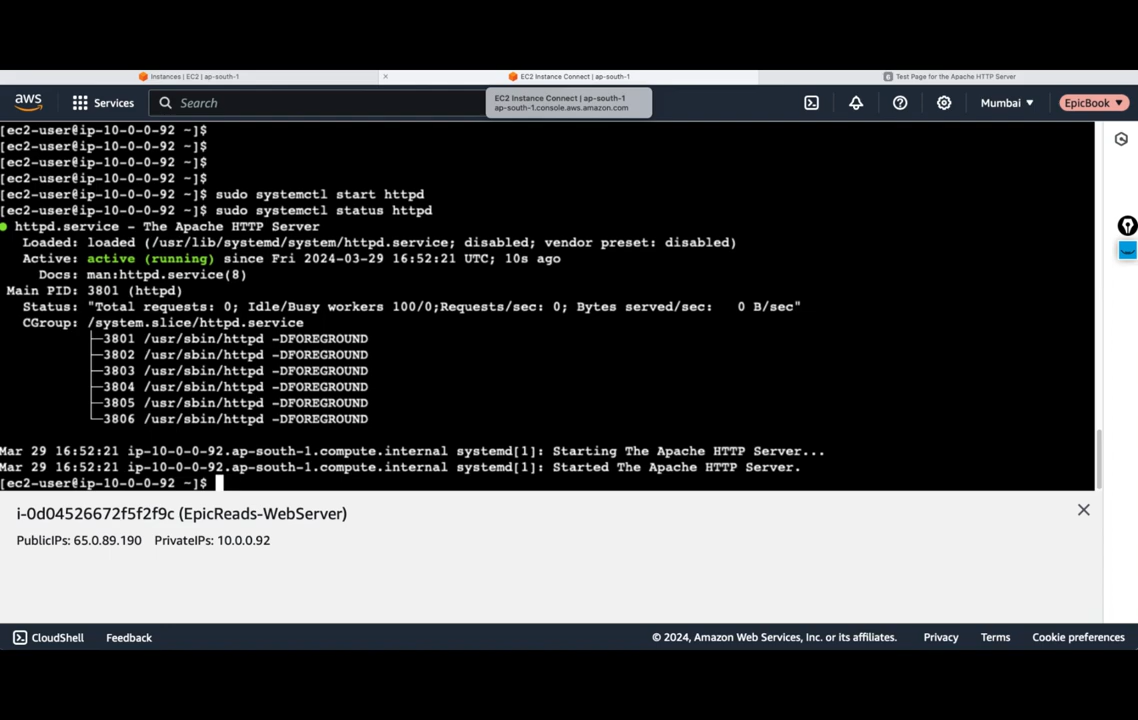 Instances | EC2 | ap-south-1
EC2 Instance Connect | ap-south-1
Test Page for the Apache HTTP Server
aws
Services
Search
EC2 Instance Connect | ap-south-1
ap-south-1.console.aws.amazon.com
Mumbai
EpicBook
[ec2-user@ip-10-0-0-92 ~]$
[ec2-user@ip-10-0-0-92 ~]$
[ec2-user@ip-10-0-0-92 ~]$
[ec2-user@ip-10-0-0-92 ~]$
[ec2-user@ip-10-0-0-92 ~]$ sudo systemctl start httpd
[ec2-user@ip-10-0-0-92 ~]$ sudo systemctl status httpd
● httpd.service - The Apache HTTP Server
Loaded: loaded (/usr/lib/systemd/system/httpd.service; disabled; vendor preset: disabled)
Active: active (running) since Fri 2024-03-29 16:52:21 UTC; 10s ago
Docs: man:httpd.service(8)
Main PID: 3801 (httpd)
Status: "Total requests: 0; Idle/Busy workers 100/0;Requests/sec: 0; Bytes served/sec:   0 B/sec"
CGroup: /system.slice/httpd.service
├─3801 /usr/sbin/httpd -DFOREGROUND
├─3802 /usr/sbin/httpd -DFOREGROUND
├─3803 /usr/sbin/httpd -DFOREGROUND
├─3804 /usr/sbin/httpd -DFOREGROUND
├─3805 /usr/sbin/httpd -DFOREGROUND
└─3806 /usr/sbin/httpd -DFOREGROUND
Mar 29 16:52:21 ip-10-0-0-92.ap-south-1.compute.internal systemd[1]: Starting The Apache HTTP Server...
Mar 29 16:52:21 ip-10-0-0-92.ap-south-1.compute.internal systemd[1]: Started The Apache HTTP Server.
[ec2-user@ip-10-0-0-92 ~]$
i-0d04526672f5f2f9c (EpicReads-WebServer)
PublicIPs: 65.0.89.190 PrivateIPs: 10.0.0.92
CloudShell
Feedback
© 2024, Amazon Web Services, Inc. or its affiliates.
Privacy
Terms
Cookie preferences